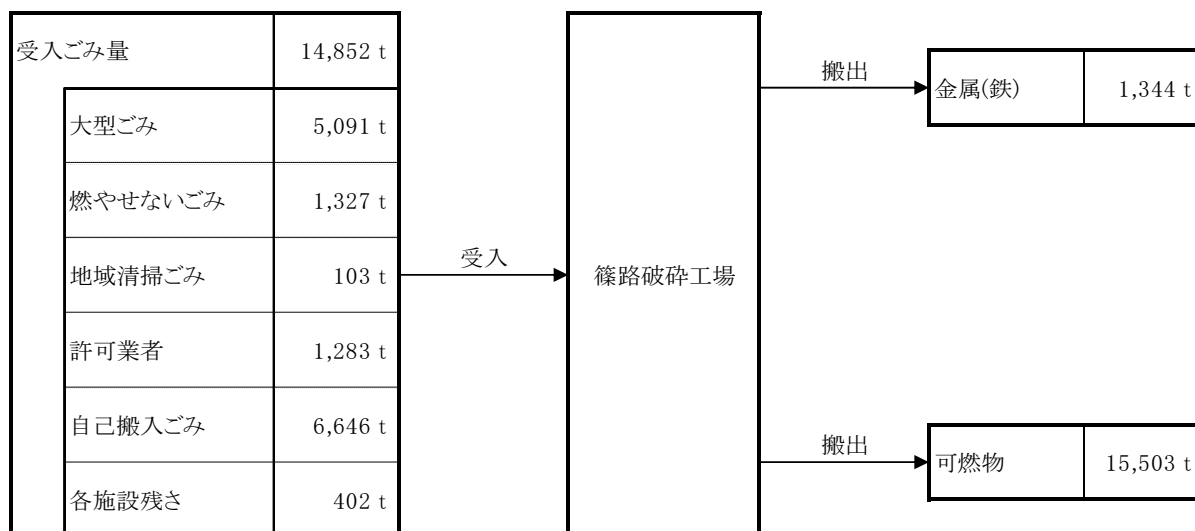 受入ごみ量 14,852 t
大型ごみ 5,091 t
燃やせないごみ 1,327 t
地域清掃ごみ 103 t
許可業者 1,283 t
自己搬入ごみ 6,646 t
各施設残さ 402 t
受入
篠路破砕工場
搬出
金属(鉄) 1,344 t
搬出
可燃物 15,503 t